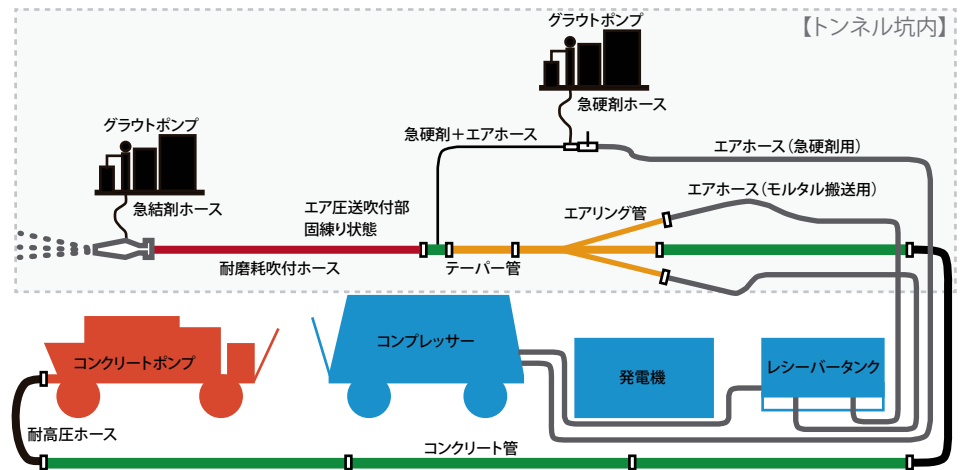 【トンネル坑内】
グラウトポンプ
急硬剤ホース
グラウトポンプ
急硬剤＋エアホース
エアホース（急硬剤用）
急結剤ホース
エアホース（モルタル搬送用）
エア圧送吹付部
固練り状態
エアリング管
耐磨耗吹付ホース
テーパー管
コンクリートポンプ
コンプレッサー
発電機
レシーバータンク
耐高圧ホース
コンクリート管